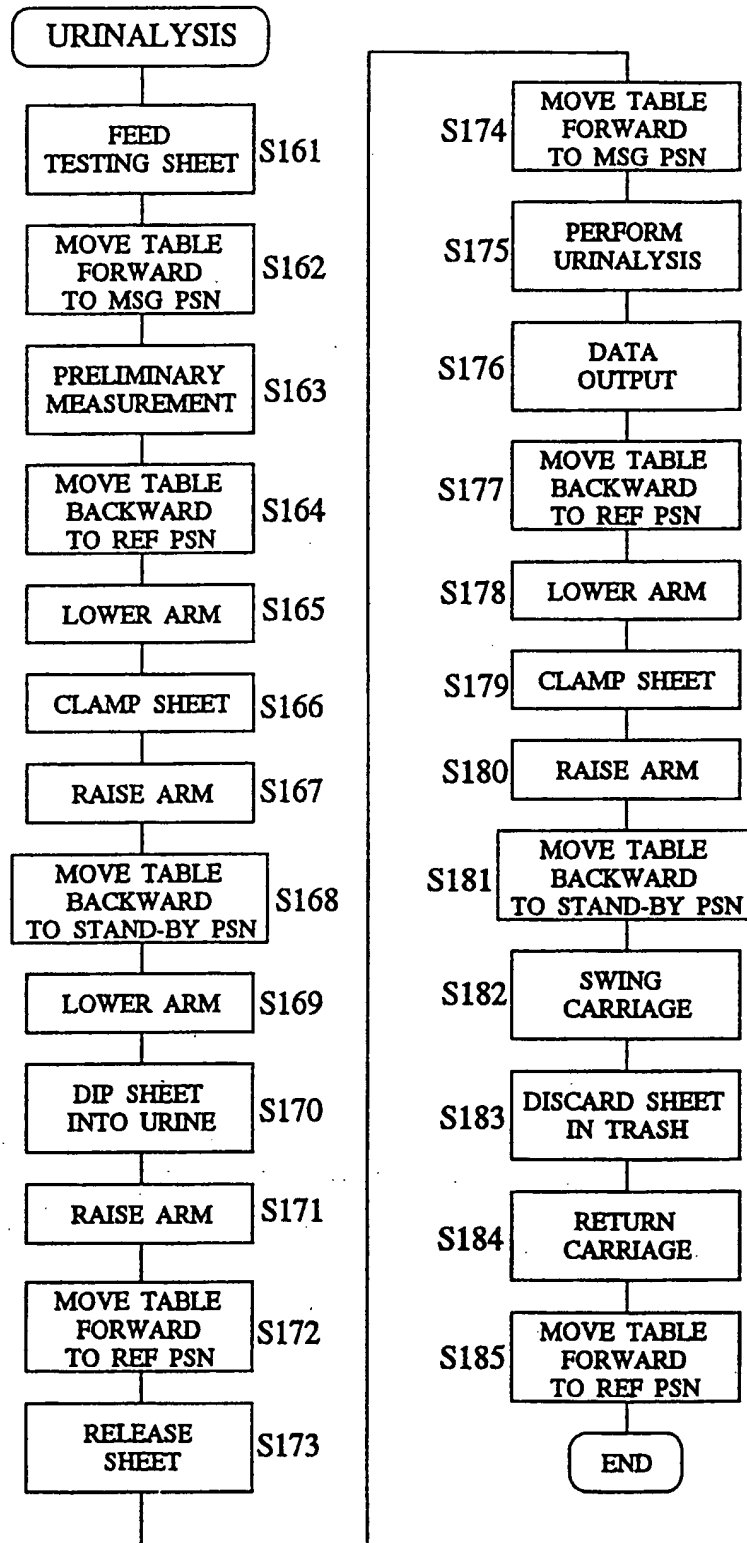 URINALYSIS
FEED
TESTING SHEET
S161
MOVE TABLE
FORWARD
TO MSG PSN
S162
PRELIMINARY
MEASUREMENT
S163
MOVE TABLE
BACKWARD
TO REF PSN
S164
LOWER ARM
S165
CLAMP SHEET
S166
RAISE ARM
S167
MOVE TABLE
BACKWARD
TO STAND-BY PSN
S168
LOWER ARM
S169
DIP SHEET
INTO URINE
S170
RAISE ARM
S171
MOVE TABLE
FORWARD
TO REF PSN
S172
RELEASE
SHEET
S173
S174
MOVE TABLE
FORWARD
TO MSG PSN
S175
PERFORM
URINALYSIS
S176
DATA
OUTPUT
S177
MOVE TABLE
BACKWARD
TO REF PSN
S178
LOWER ARM
S179
CLAMP SHEET
S180
RAISE ARM
S181
MOVE TABLE
BACKWARD
TO STAND-BY PSN
S182
SWING
CARRIAGE
S183
DISCARD SHEET
IN TRASH
S184
RETURN
CARRIAGE
S185
MOVE TABLE
FORWARD
TO REF PSN
END